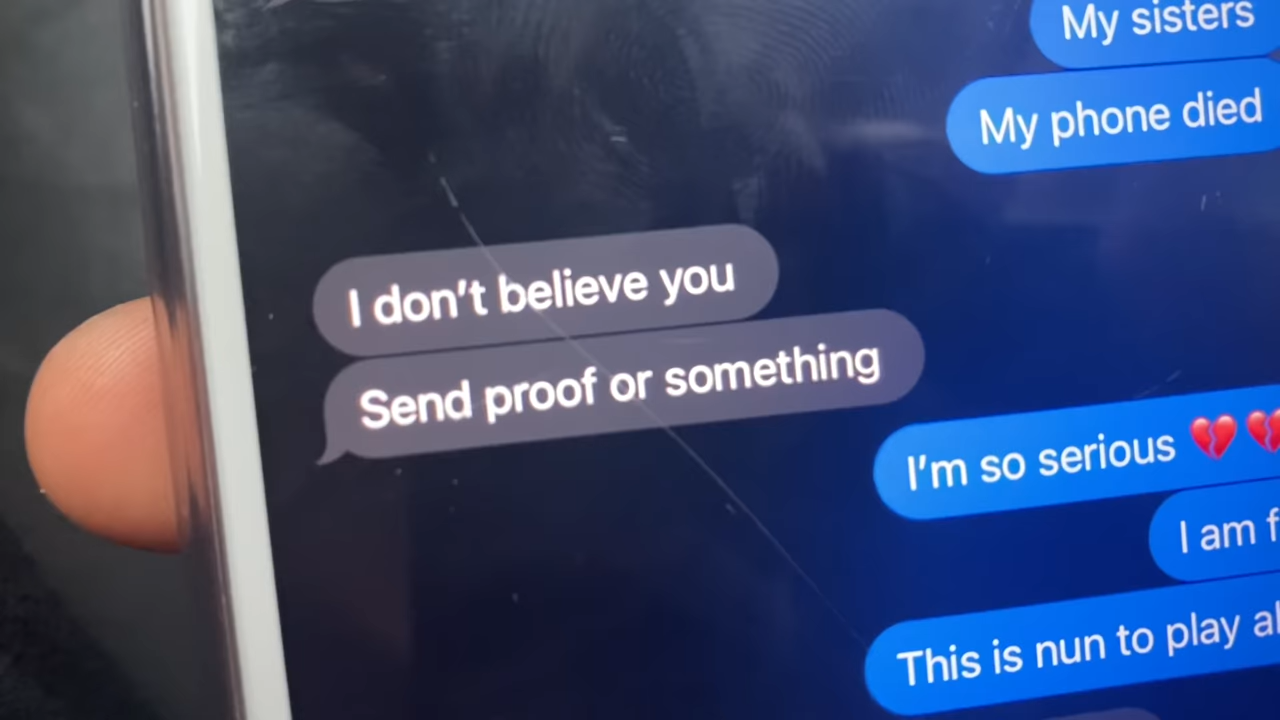 My sisters
My phone died
I don't believe you
Send proof or something
I'm so serious 💔💔
I am
This is nun to play